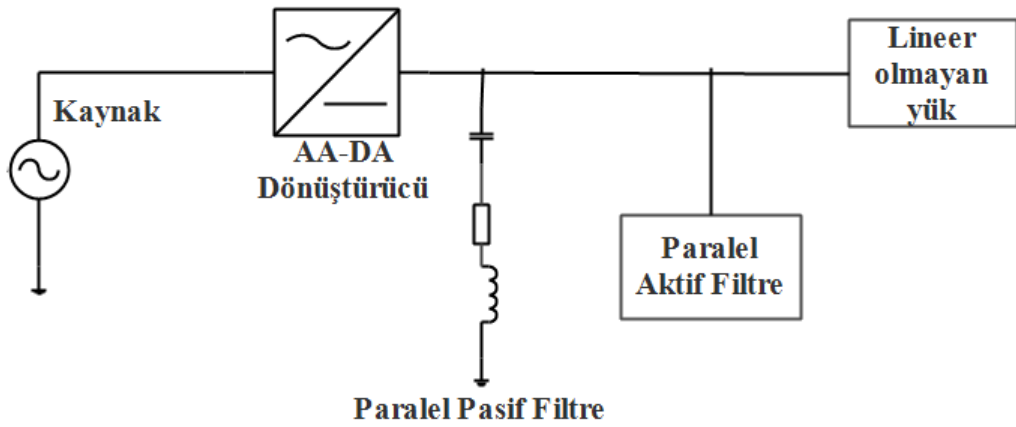 Kaynak
AA-DA
Dönüştürücü
Lineer
olmayan
yük
Paralel
Aktif Filtre
Paralel Pasif Filtre